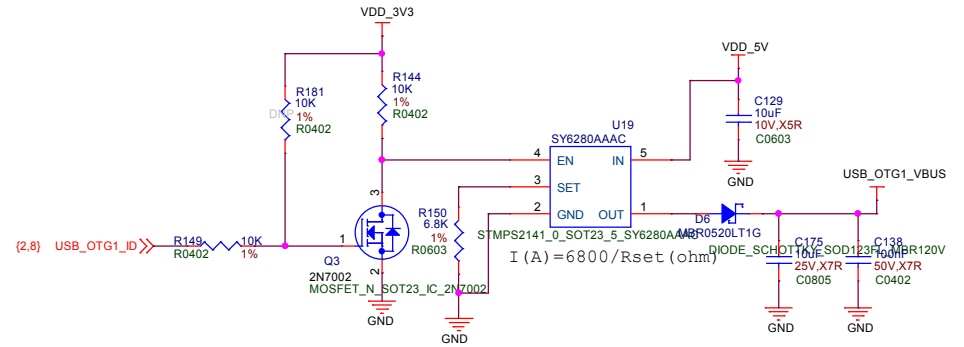 VDD_3V3
VDD_5V
R181
10K
DNP
1%
R0402
R144
10K
1%
R0402
C129
10uF
10V,X5R
C0603
GND
U19
SY6280AAAC
4
EN
IN
5
3
SET
2
GND
OUT
1
STMPS2141_0_SOT23_5_SY6280AAAC
I(A)=6800/Rset(ohm)
USB_OTG1_VBUS
D6
MBR0520LT1G
C175
10uF
25V,X7R
C0805
GND
C138
100nF
50V,X7R
C0402
GND
R150
6.8K
1%
R0603
GND
{2,8}
USB_OTG1_ID
R149
10K
R0402
1%
3
1
2
Q3
2N7002
MOSFET_N_SOT23_IC_2N7002
GND